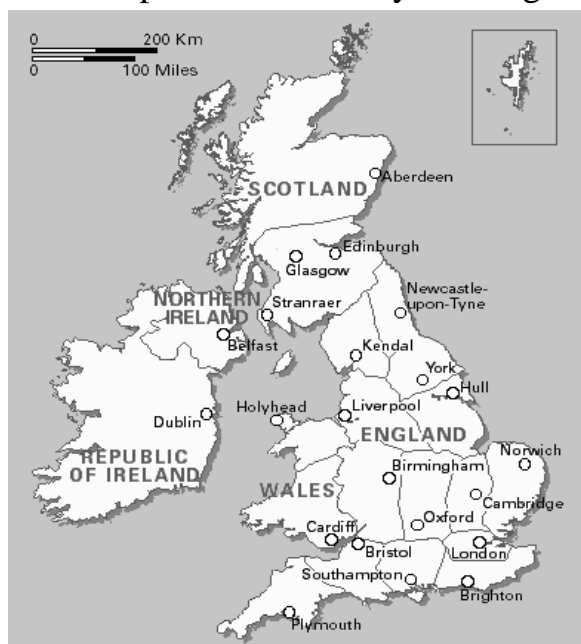 0 200 Km
0 100 Miles
Aberdeen
SCOTLAND
Edinburgh
Glasgow
Newcastle-
upon-Tyne
NORTHERN
IRELAND
Stranraer
Belfast
Kendal
York
Hull
Dublin
Holyhead
Liverpool
ENGLAND
REPUBLIC
OF IRELAND
Norwich
Birmingham
WALES
Cambridge
Oxford
Cardiff
Bristol
London
Southampton
Brighton
Plymouth